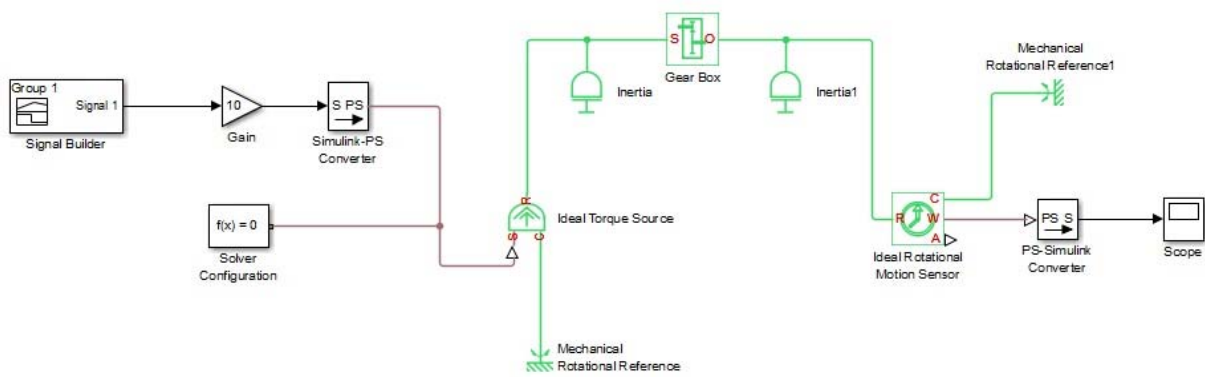 Group 1
Signal 1
Signal Builder
10
Gain
S PS
Simulink-PS
Converter
f(x) = 0
Solver
Configuration
R
S
C
Ideal Torque Source
Mechanical
Rotational Reference
Inertia
S O
Gear Box
Inertia1
Mechanical
Rotational Reference1
C
R W
A
Ideal Rotational
Motion Sensor
PS S
PS-Simulink
Converter
Scope